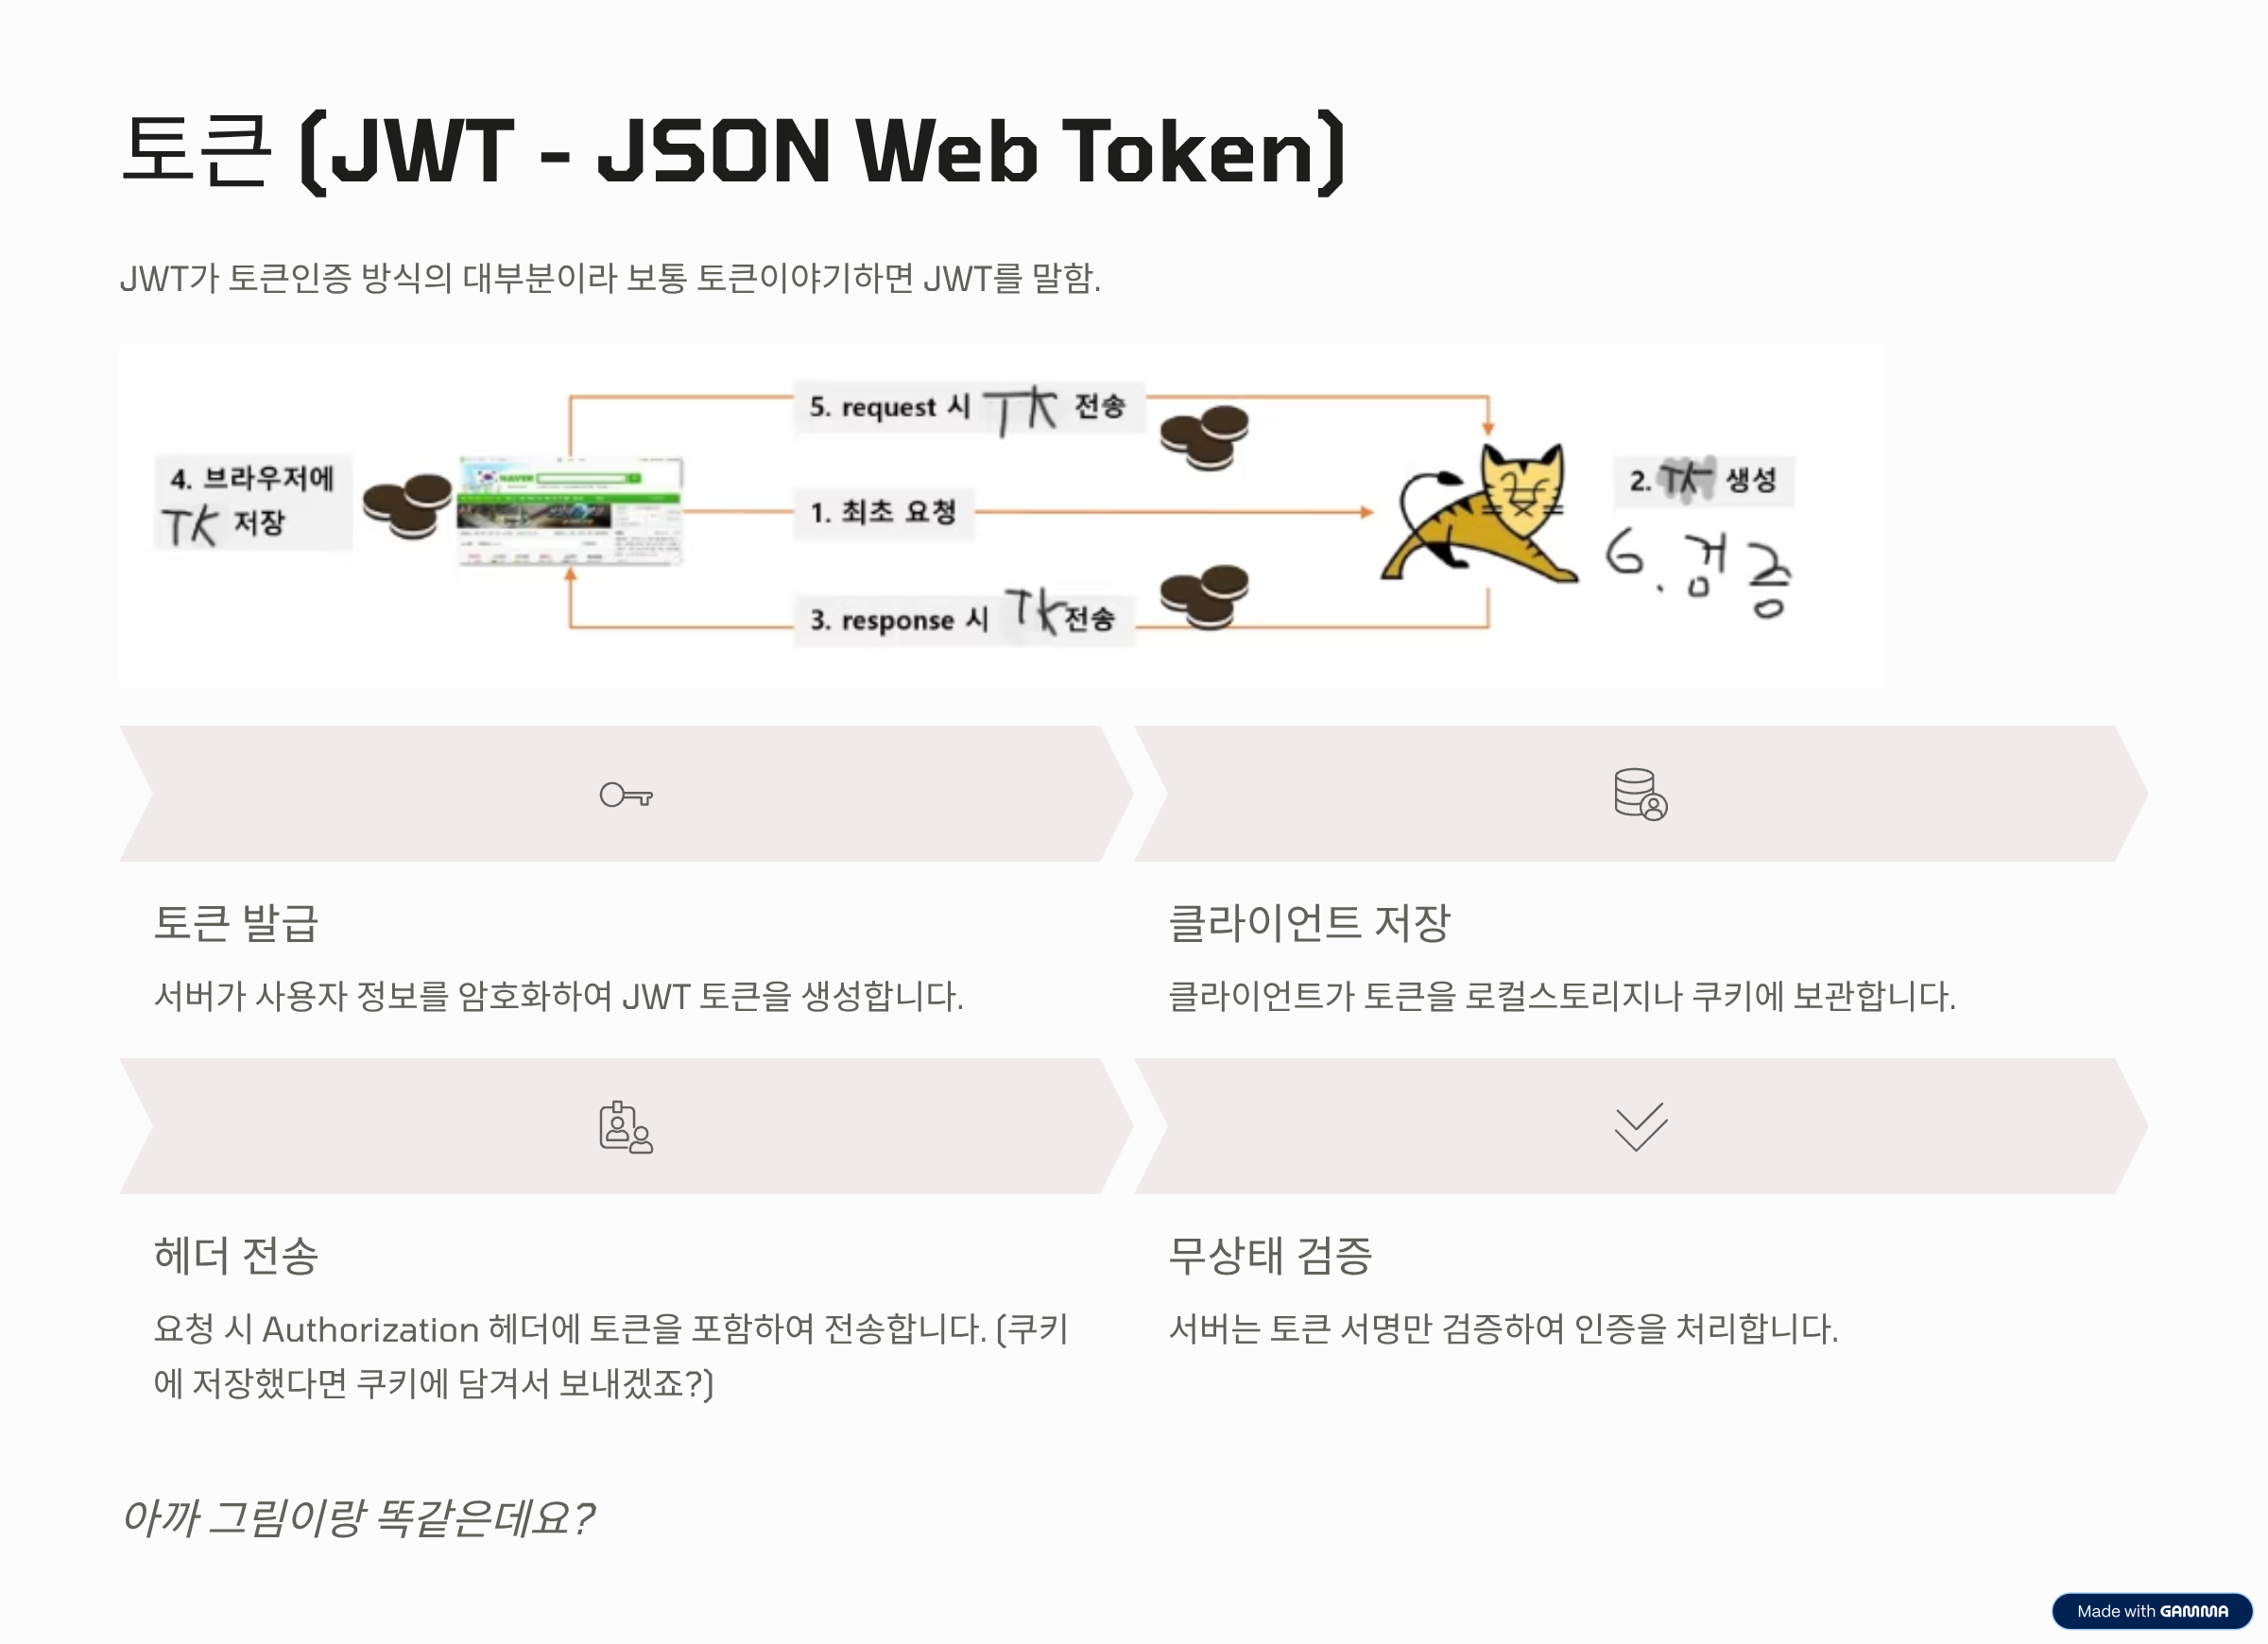 토큰 (JWT - JSON Web Token)
JWT가 토큰인증 방식의 대부분이라 보통 토큰이야기하면 JWT를 말함.
5. request 시 TK 전송
4. 브라우저에
TK 저장
NAVER
1. 최초 요청
2. TK 생성
6. 검증
3. response 시 TK 전송
토큰 발급
서버가 사용자 정보를 암호화하여 JWT 토큰을 생성합니다.
클라이언트 저장
클라이언트가 토큰을 로컬스토리지나 쿠키에 보관합니다.
헤더 전송
요청 시 Authorization 헤더에 토큰을 포함하여 전송합니다. (쿠키
에 저장했다면 쿠키에 담겨서 보내겠죠?)
무상태 검증
서버는 토큰 서명만 검증하여 인증을 처리합니다.
아까 그림이랑 똑같은데요?
Made with GAMMA